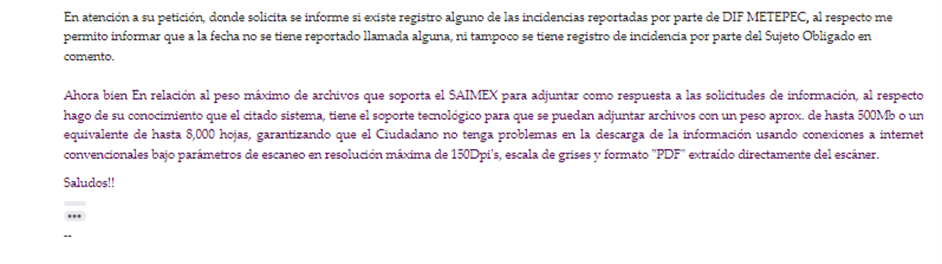 En atención a su petición, donde solicita se informe si existe registro alguno de las incidencias reportadas por parte de DIF METEPEC, al respecto me
permito informar que a la fecha no se tiene reportado llamada alguna, ni tampoco se tiene registro de incidencia por parte del Sujeto Obligado en
comento.
Ahora bien En relación al peso máximo de archivos que soporta el SAIMEX para adjuntar como respuesta a las solicitudes de información, al respecto
hago de su conocimiento que el citado sistema, tiene el soporte tecnológico para que se puedan adjuntar archivos con un peso aprox. de hasta 500Mb o un
equivalente de hasta 8,000 hojas, garantizando que el Ciudadano no tenga problemas en la descarga de la información usando conexiones a internet
convencionales bajo parámetros de escaneo en resolución máxima de 150Dpi's, escala de grises y formato "PDF" extraído directamente del escáner.
Saludos!!
•••
--